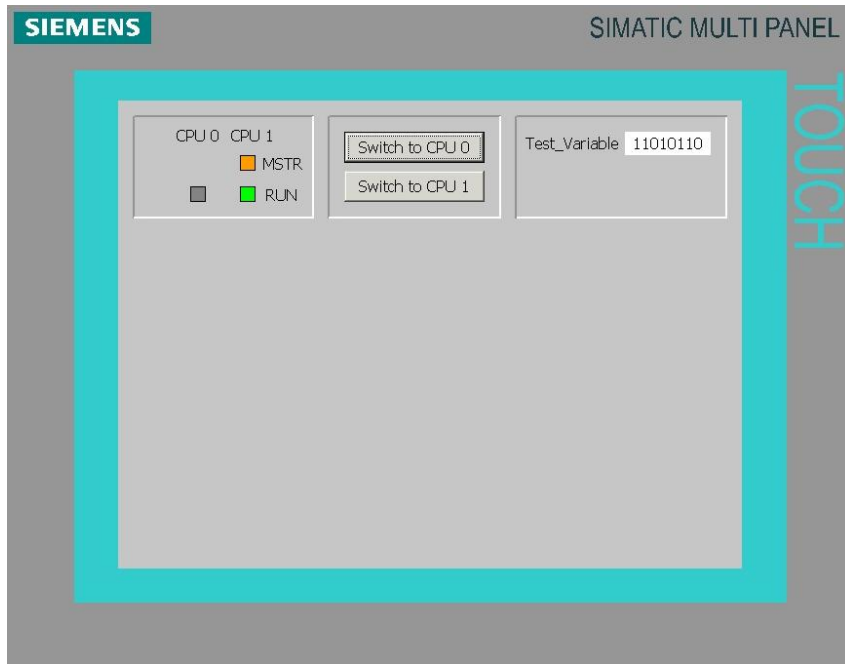 SIEMENS
SIMATIC MULTI PANEL
TOUCH
CPU 0 CPU 1
MSTR
RUN
Switch to CPU 0
Switch to CPU 1
Test_Variable 11010110